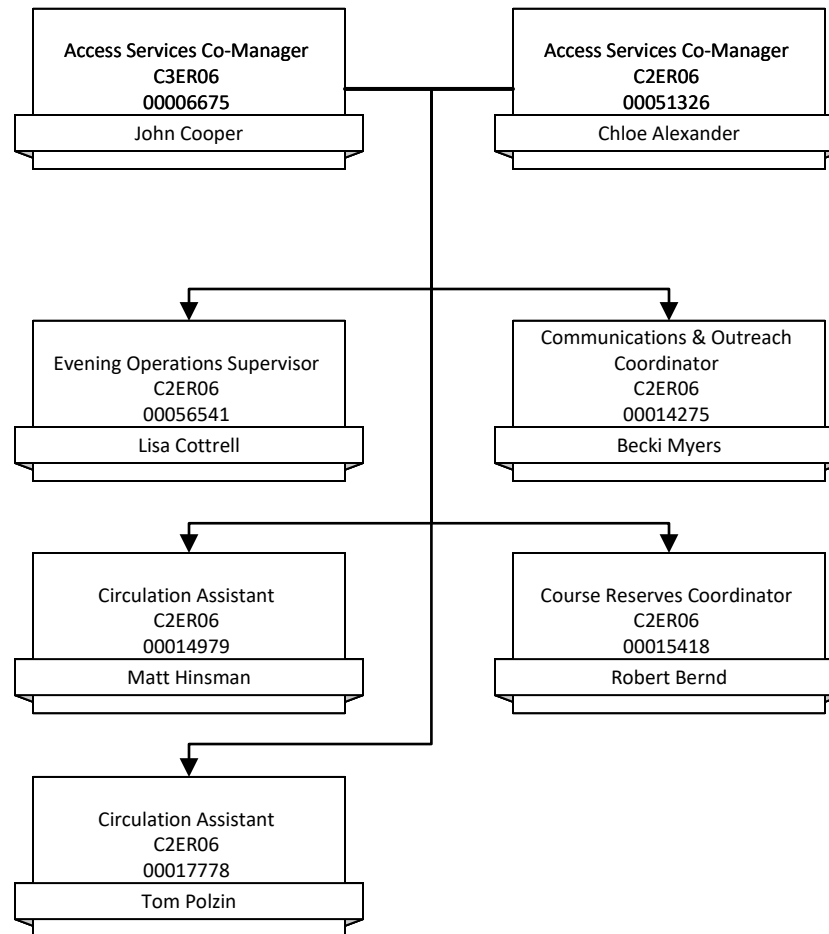 Access Services Co-Manager
C3ER06
00006675
John Cooper
Access Services Co-Manager
C2ER06
00051326
Chloe Alexander
Evening Operations Supervisor
C2ER06
00056541
Lisa Cottrell
Communications & Outreach
Coordinator
C2ER06
00014275
Becki Myers
Circulation Assistant
C2ER06
00014979
Matt Hinsman
Course Reserves Coordinator
C2ER06
00015418
Robert Bernd
Circulation Assistant
C2ER06
00017778
Tom Polzin